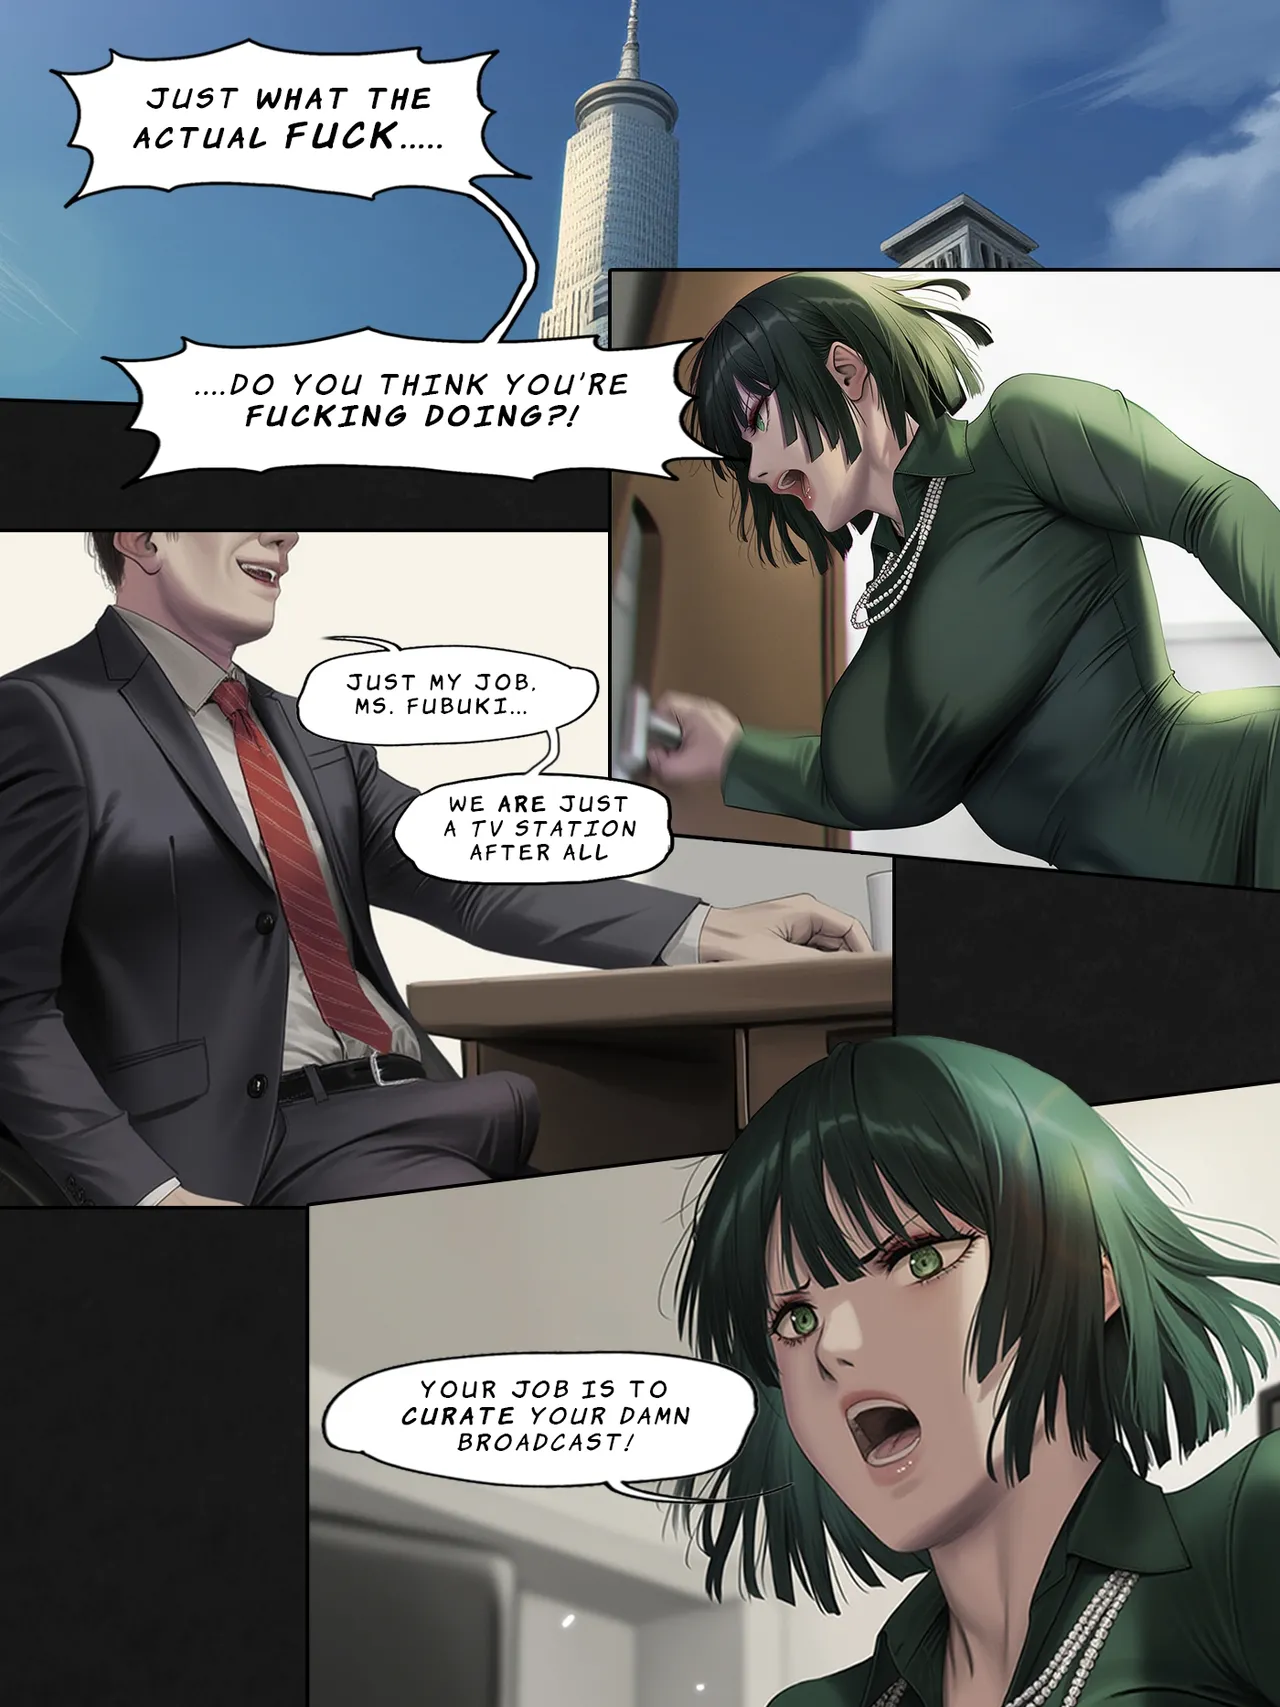 JUST WHAT THE
ACTUAL FUCK.....
....DO YOU THINK YOU'RE
FUCKING DOING?!
JUST MY JOB,
MS. FUBUKI...
WE ARE JUST
A TV STATION
AFTER ALL
YOUR JOB IS TO
CURATE YOUR DAMN
BROADCAST!